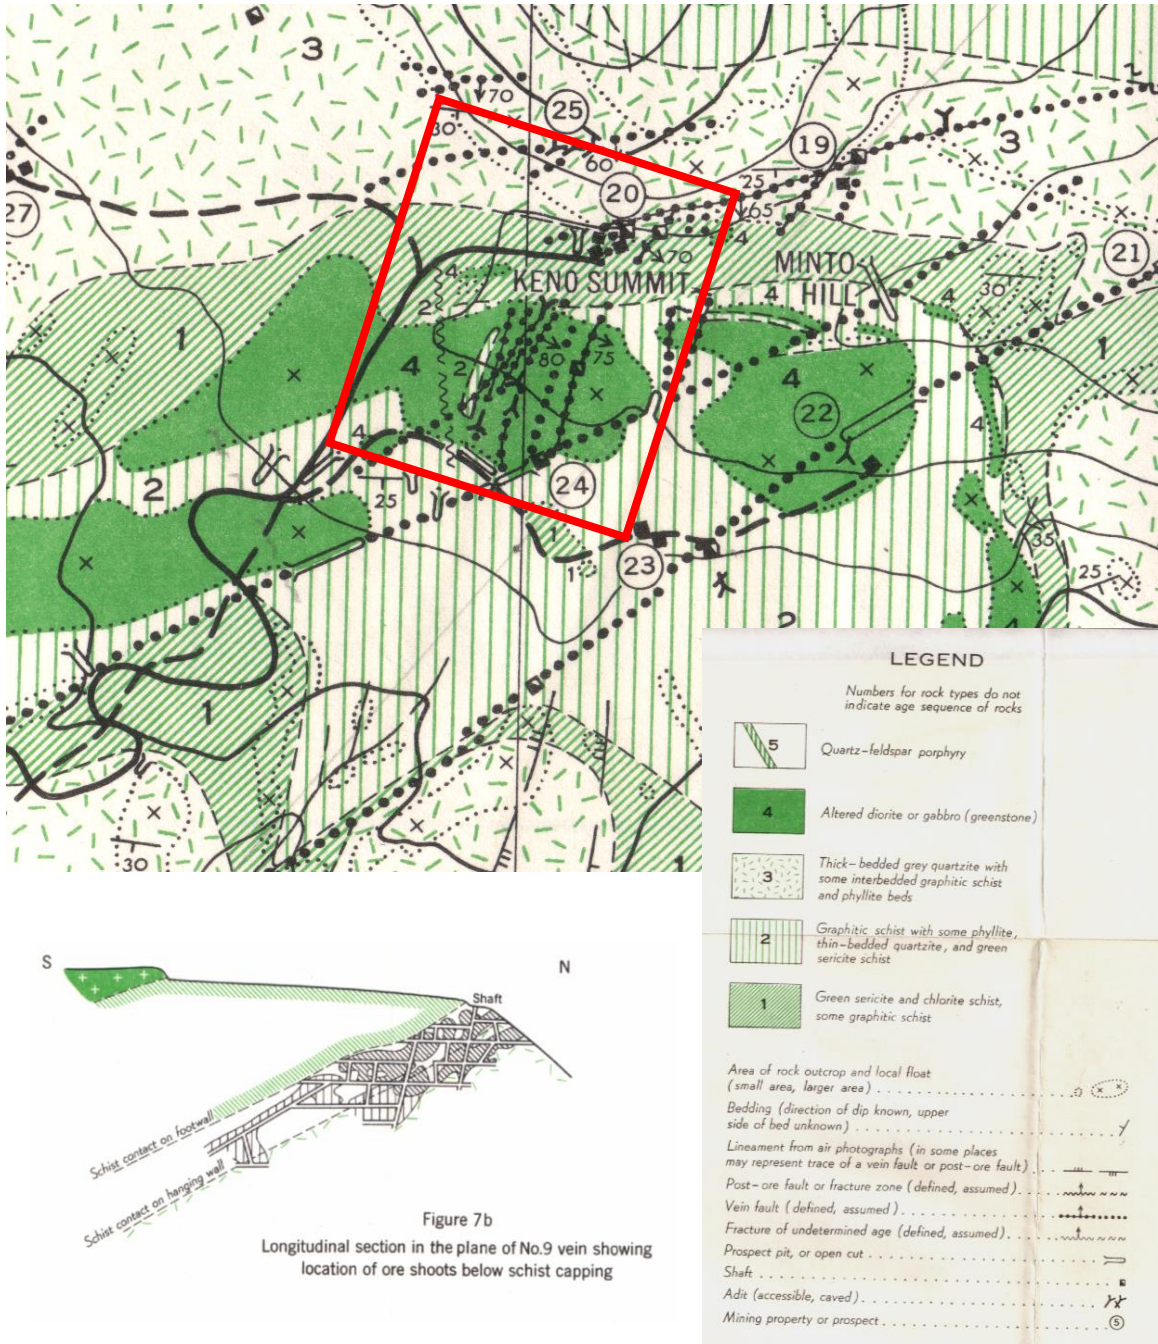 3
70
25
30
60
19
3
20
25
65
27
4
70
21
KENO SUMMIT
MINTO
HILL
4
30
4
2
1
4
80
75
2
4
1
4
22
4
2
25
24
1
1
23
35
25
2
4
1
30
1
LEGEND
Numbers for rock types do not
indicate age sequence of rocks
5
Quartz-feldspar porphyry
4
Altered diorite or gabbro (greenstone)
3
Thick-bedded grey quartzite with
some interbedded graphitic schist
and phyllite beds
2
Graphitic schist with some phyllite,
thin-bedded quartzite, and green
sericite schist
1
Green sericite and chlorite schist,
some graphitic schist
Area of rock outcrop and local float
(small area, larger area)
Bedding (direction of dip known, upper
side of bed unknown)
Lineament from air photographs (in some places
may represent trace of a vein fault or post-ore fault)
Post-ore fault or fracture zone (defined, assumed)
Vein fault (defined, assumed)
Fracture of undetermined age (defined, assumed)
Prospect pit, or open cut
Shaft
Adit (accessible, caved)
Mining property or prospect
5
S
N
Shaft
Schist contact on footwall
Schist contact on hanging wall
Figure 7b
Longitudinal section in the plane of No.9 vein showing
location of ore shoots below schist capping